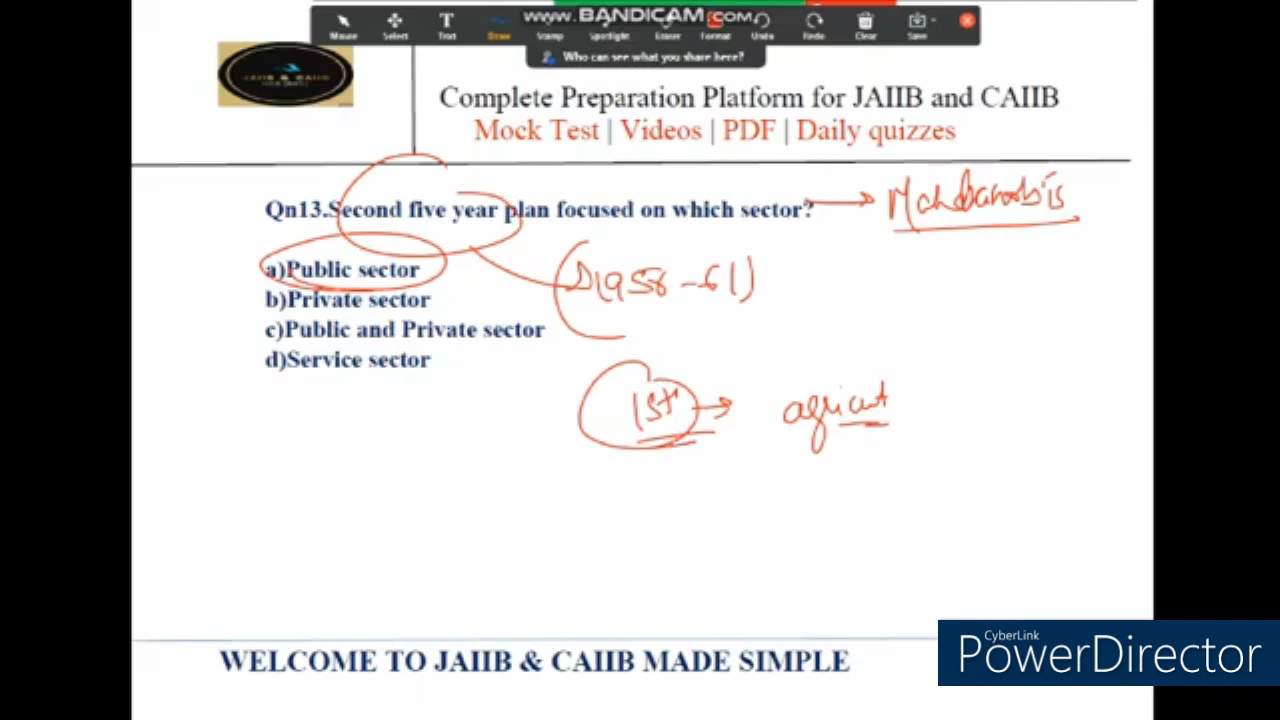 www.BANDICAM.COM
Mouse Select Text Draw Stamp Spotlight Eraser Format Undo Redo Clear Save
Who can see what you share here?
JAIIB & CAIIB
Complete Preparation Platform for JAIIB and CAIIB
Mock Test | Videos | PDF | Daily quizzes
Qn13.Second five year plan focused on which sector?
Mahalanobis
a)Public sector
(1956-61)
b)Private sector
c)Public and Private sector
d)Service sector
1st
WELCOME TO JAIIB & CAIIB MADE SIMPLE
CyberLink
PowerDirector